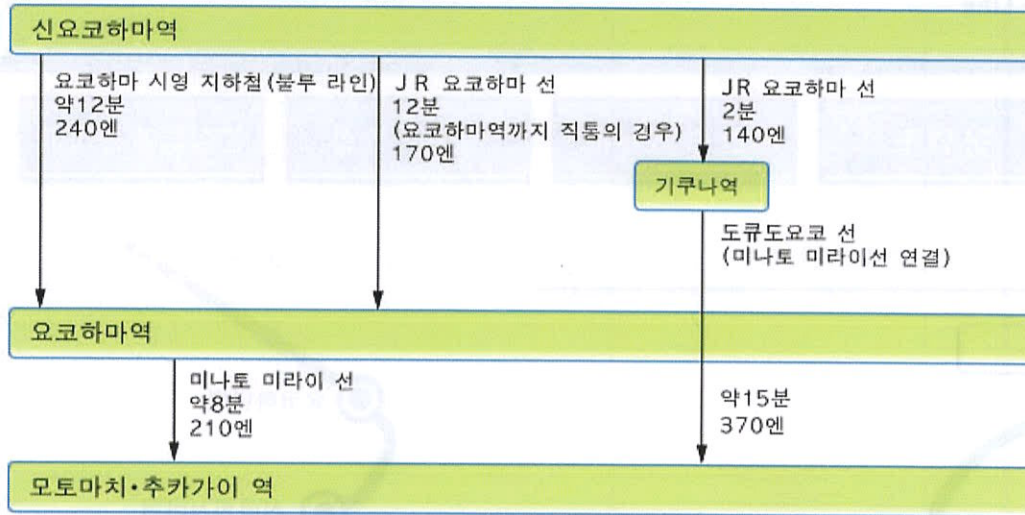 신요코하마역
요코하마 시영 지하철(불루 라인)
약12분
240엔
JR 요코하마 선
12분
(요코하마역까지 직통의 경우)
170엔
JR 요코하마 선
2분
140엔
기쿠나역
도큐도요코 선
(미나토 미라이선 연결)
요코하마역
미나토 미라이 선
약8분
210엔
약15분
370엔
모토마치•추카가이 역